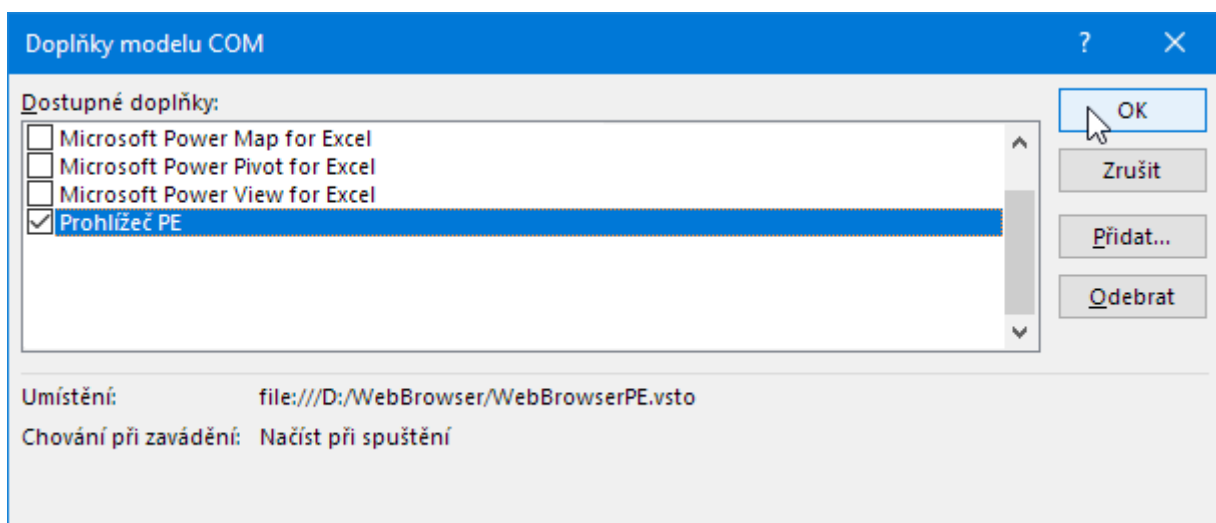 Doplňky modelu COM ?
Dostupné doplňky:
Microsoft Power Map for Excel
Microsoft Power Pivot for Excel
Microsoft Power View for Excel
Prohlížeč PE
OK
Zrušit
Přidat...
Odebrat
Umístění: file:///D:/WebBrowser/WebBrowserPE.vsto
Chování při zavádění: Načíst při spuštění